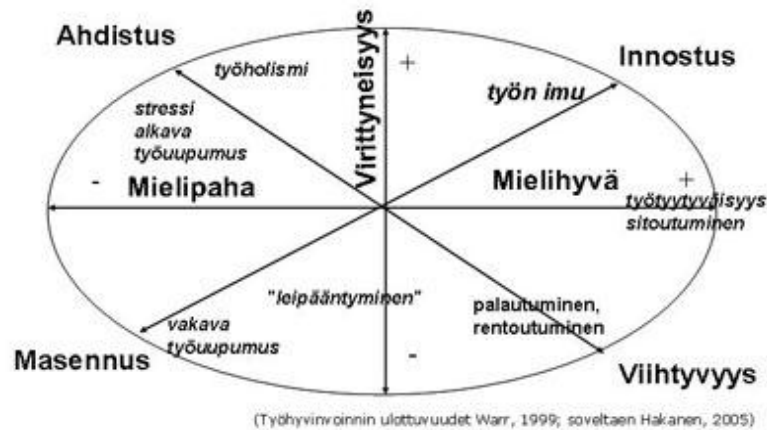 Ahdistus
työholismi
Virittyneisyys
+
Innostus
työn imu
stressi
alkava
työuupumus
-
Mielipaha
Mielihyvä
+
työtyytyväisyys
sitoutuminen
"leipääntyminen"
palautuminen,
rentoutuminen
vakava
työuupumus
-
Masennus
Viihtyvyys
(Työhyvinvoinnin ulottuvuudet Warr, 1999; soveltaen Hakanen, 2005)